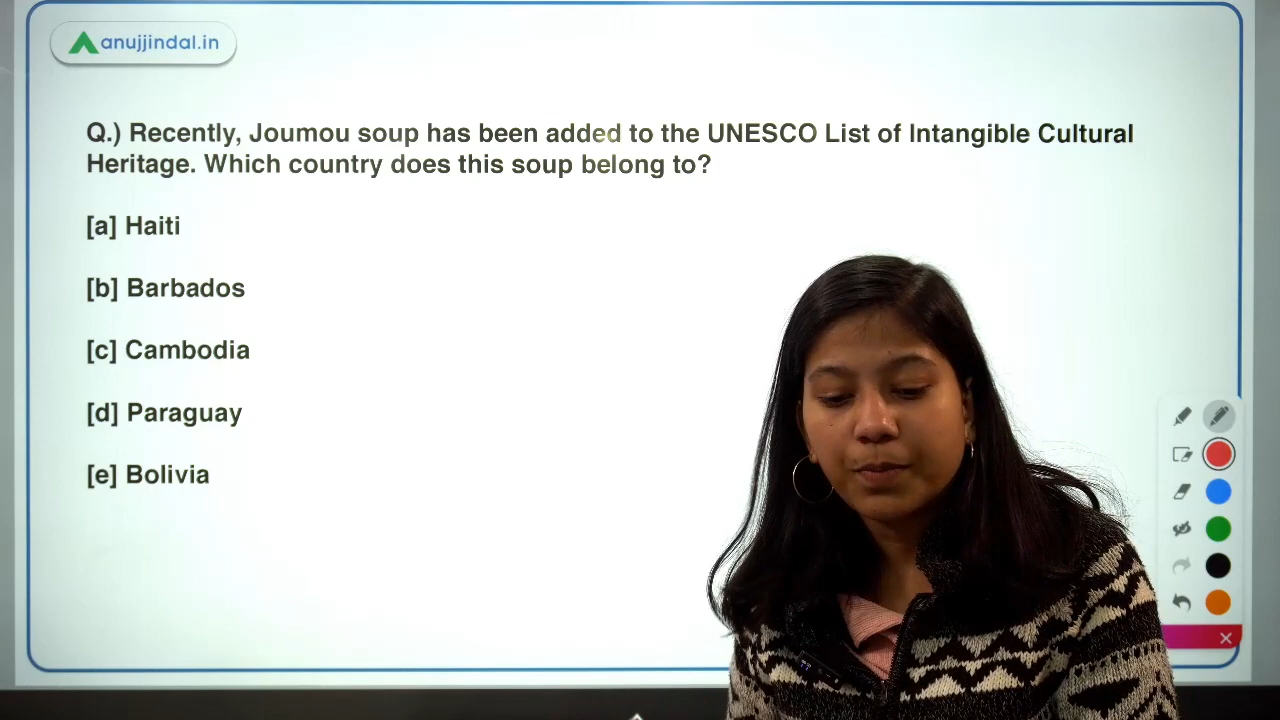 anujjindal.in
Q.) Recently, Joumou soup has been added to the UNESCO List of Intangible Cultural
Heritage. Which country does this soup belong to?
[a] Haiti
[b] Barbados
[c] Cambodia
[d] Paraguay
[e] Bolivia